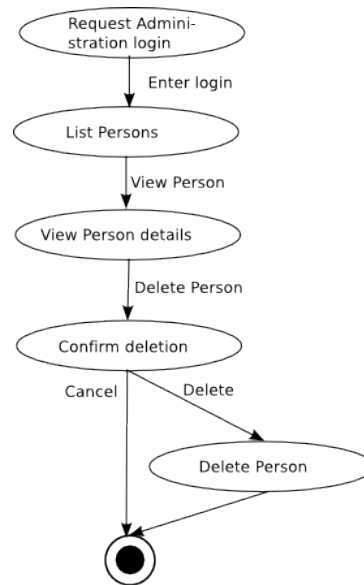 Request Admini-
stration login
Enter login
List Persons
View Person
View Person details
Delete Person
Confirm deletion
Cancel
Delete
Delete Person